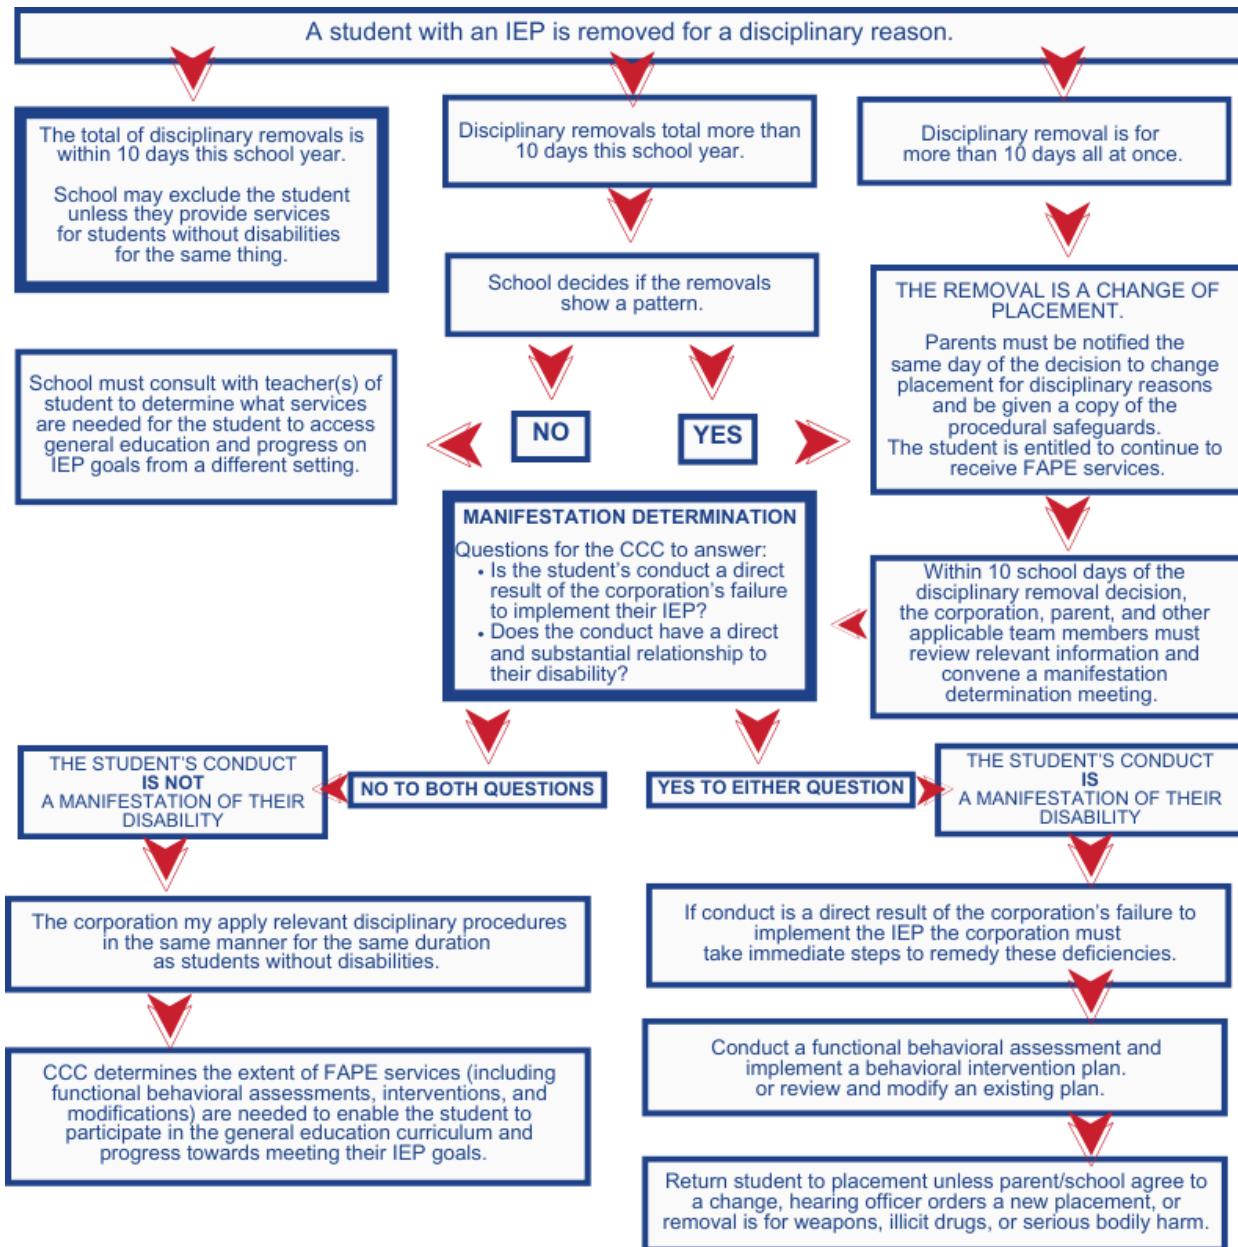 A student with an IEP is removed for a disciplinary reason.
The total of disciplinary removals is
within 10 days this school year.
School may exclude the student
unless they provide services
for students without disabilities
for the same thing.
Disciplinary removals total more than
10 days this school year.
Disciplinary removal is for
more than 10 days all at once.
School decides if the removals
show a pattern.
THE REMOVAL IS A CHANGE OF
PLACEMENT.
Parents must be notified the
same day of the decision to change
placement for disciplinary reasons
and be given a copy of the
procedural safeguards.
The student is entitled to continue to
receive FAPE services.
School must consult with teacher(s) of
student to determine what services
are needed for the student to access
general education and progress on
IEP goals from a different setting.
NO
YES
MANIFESTATION DETERMINATION
Questions for the CCC to answer:
• Is the student's conduct a direct
result of the corporation's failure
to implement their IEP?
• Does the conduct have a direct
and substantial relationship to
their disability?
Within 10 school days of the
disciplinary removal decision,
the corporation, parent, and other
applicable team members must
review relevant information and
convene a manifestation
determination meeting.
THE STUDENT'S CONDUCT
IS NOT
A MANIFESTATION OF THEIR
DISABILITY
NO TO BOTH QUESTIONS
YES TO EITHER QUESTION
THE STUDENT'S CONDUCT
IS
A MANIFESTATION OF THEIR
DISABILITY
The corporation my apply relevant disciplinary procedures
in the same manner for the same duration
as students without disabilities.
If conduct is a direct result of the corporation's failure to
implement the IEP the corporation must
take immediate steps to remedy these deficiencies.
CCC determines the extent of FAPE services (including
functional behavioral assessments, interventions, and
modifications) are needed to enable the student to
participate in the general education curriculum and
progress towards meeting their IEP goals.
Conduct a functional behavioral assessment and
implement a behavioral intervention plan.
or review and modify an existing plan.
Return student to placement unless parent/school agree to
a change, hearing officer orders a new placement, or
removal is for weapons, illicit drugs, or serious bodily harm.